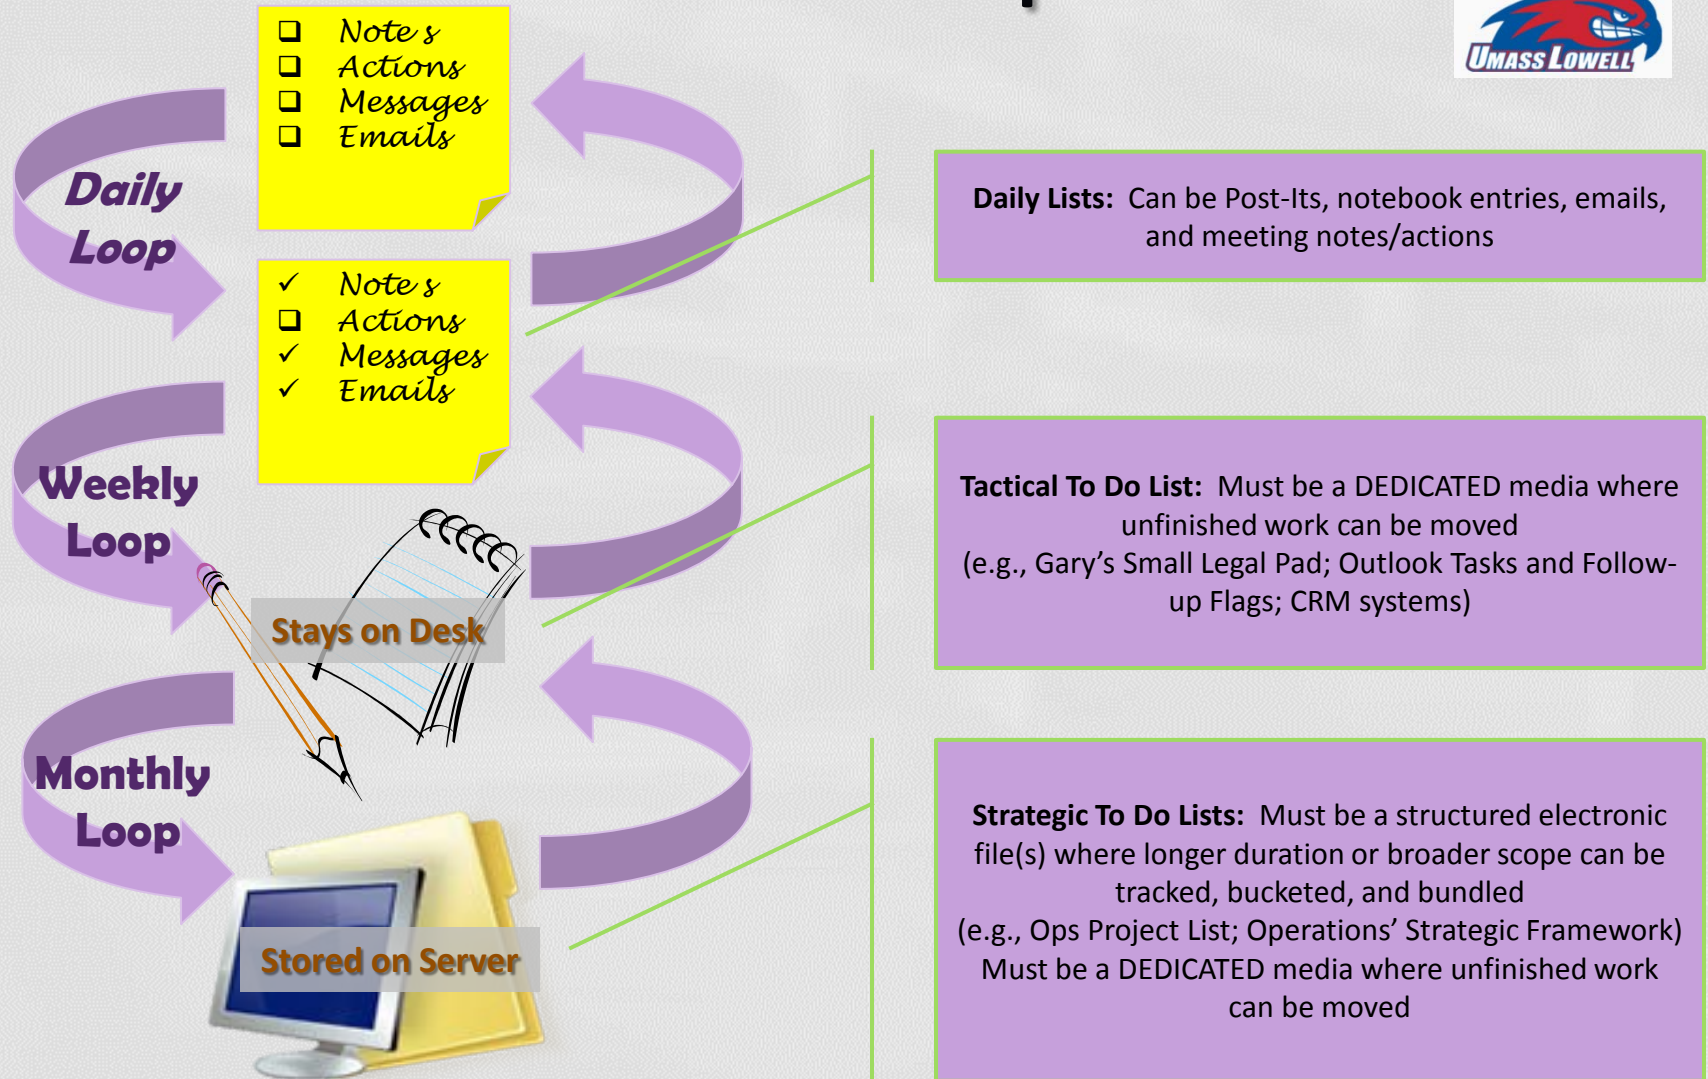 Note s
Actions
Messages
Emails
UMASS LOWELL
Daily
Loop
Daily Lists: Can be Post-Its, notebook entries, emails,
and meeting notes/actions
Note s
Actions
Messages
Emails
Weekly
Loop
Stays on Desk
Tactical To Do List: Must be a DEDICATED media where
unfinished work can be moved
(e.g., Gary’s Small Legal Pad; Outlook Tasks and Follow-
up Flags; CRM systems)
Monthly
Loop
Stored on Server
Strategic To Do Lists: Must be a structured electronic
file(s) where longer duration or broader scope can be
tracked, bucketed, and bundled
(e.g., Ops Project List; Operations’ Strategic Framework)
Must be a DEDICATED media where unfinished work
can be moved